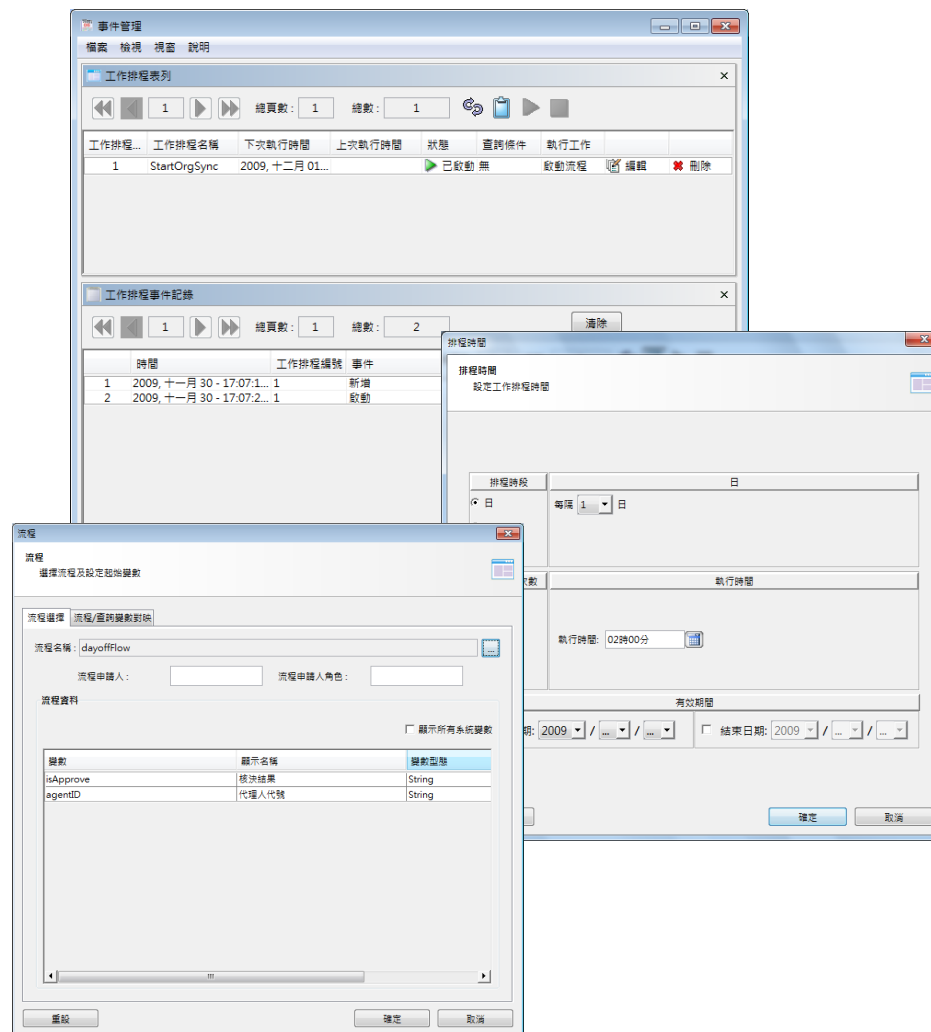 事件管理
檔案 檢視 視窗 說明
工作排程表列
1 總頁數: 1 總數: 1
工作排程... 工作排程名稱 下次執行時間 上次執行時間 狀態 查詢條件 執行工作
1 StartOrgSync 2009, 十二月 01... 已啟動 無 啟動流程 編輯 刪除
工作排程事件記錄
1 總頁數: 1 總數: 2 清除
時間 工作排程編號 事件
1 2009, 十一月 30 - 17:07:1... 1 新增
2 2009, 十一月 30 - 17:07:2... 1 啟動
排程時間
排程時間
設定工作排程時間
排程時段 日
日 每隔 1 日
次數 執行時間
執行時間: 02時00分
有效期間
期: 2009 / ... / ... 結束日期: 2009 / ... / ...
確定 取消
流程
流程
選擇流程及設定起始變數
流程選擇 流程/查詢變數對映
流程名稱: dayoffFlow ...
流程申請人: 流程申請人角色:
流程資料
顯示所有系統變數
變數 顯示名稱 變數型態
isApprove 核決結果 String
agentID 代理人代號 String
重設 確定 取消